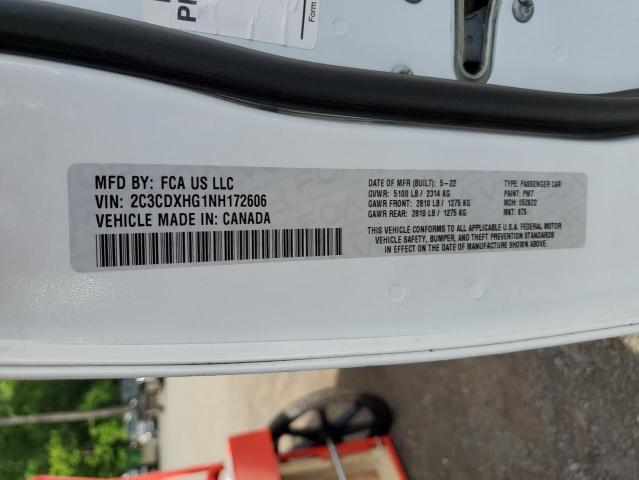 Form
MFD BY: FCA US LLC
VIN: 2C3CDXHG1NH172606
VEHICLE MADE IN: CANADA
DATE OF MFR (BUILT): 5-22
GVWR: 5100 LB / 2314 KG
GAWR FRONT: 2810 LB / 1275 KG
GAWR REAR: 2810 LB / 1275 KG
TYPE: PASSENGER CAR
PAINT: PW7
MDH: 052622
MKT: 875
THIS VEHICLE CONFORMS TO ALL APPLICABLE U.S.A. FEDERAL MOTOR
VEHICLE SAFETY, BUMPER, AND THEFT PREVENTION STANDARDS
IN EFFECT ON THE DATE OF MANUFACTURE SHOWN ABOVE.